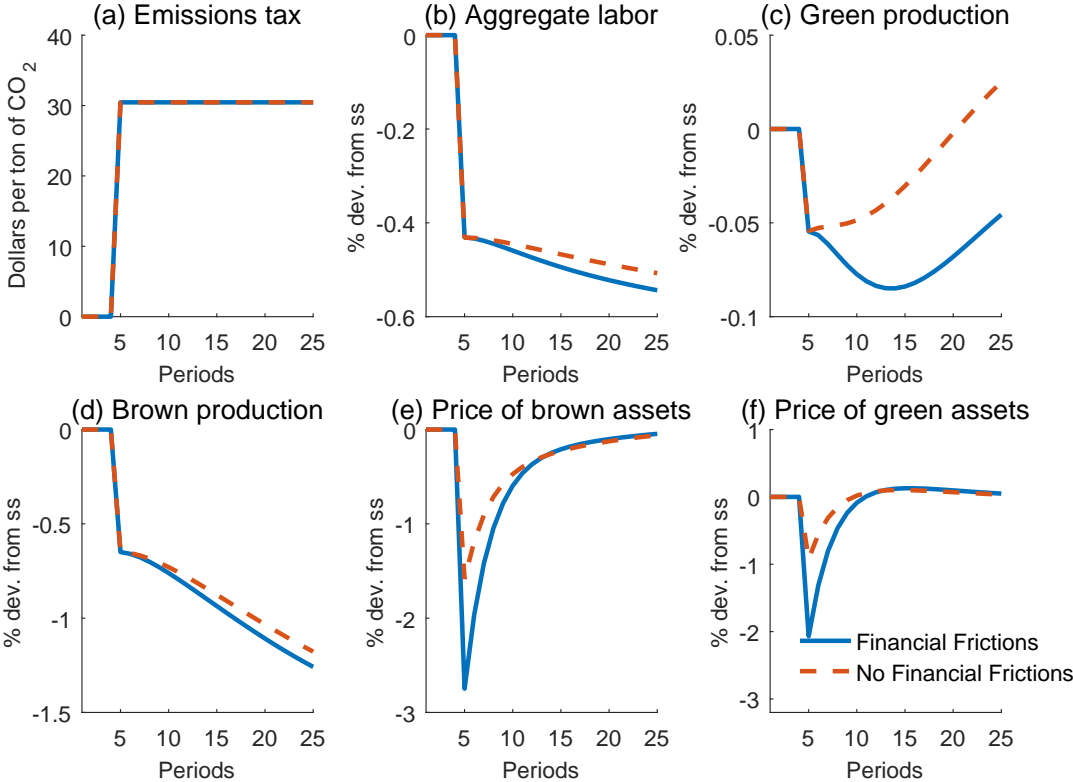 (a) Emissions tax
Dollars per ton of CO2
40
30
20
10
0
5 10 15 20 25
Periods
(b) Aggregate labor
% dev. from ss
0
-0.2
-0.4
-0.6
5 10 15 20 25
Periods
(c) Green production
% dev. from ss
0.05
0
-0.05
-0.1
5 10 15 20 25
Periods
(d) Brown production
% dev. from ss
0
-0.5
-1
-1.5
5 10 15 20 25
Periods
(e) Price of brown assets
% dev. from ss
0
-1
-2
-3
5 10 15 20 25
Periods
(f) Price of green assets
% dev. from ss
1
0
-1
-2
-3
Financial Frictions
No Financial Frictions
5 10 15 20 25
Periods